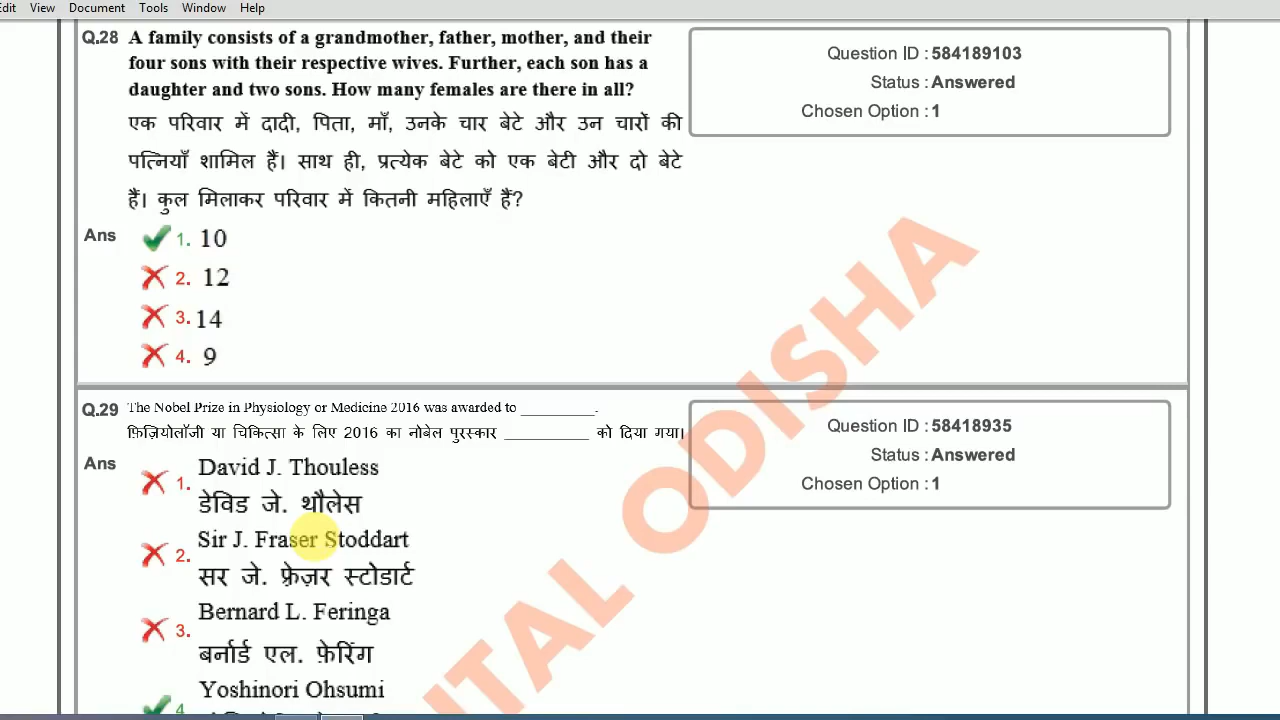 Edit View Document Tools Window Help
Q.28 A family consists of a grandmother, father, mother, and their
four sons with their respective wives. Further, each son has a
daughter and two sons. How many females are there in all?
एक परिवार में दादी, पिता, माँ, उनके चार बेटे और उन चारों की
पत्नियाँ शामिल हैं। साथ ही, प्रत्येक बेटे को एक बेटी और दो बेटे
हैं। कुल मिलाकर परिवार में कितनी महिलाएँ हैं?
Question ID : 584189103
Status : Answered
Chosen Option : 1
Ans
1. 10
2. 12
3. 14
4. 9
Q.29 The Nobel Prize in Physiology or Medicine 2016 was awarded to __________.
फ़िज़ियोलॉजी या चिकित्सा के लिए 2016 का नोबेल पुरस्कार ____________ को दिया गया।
Question ID : 58418935
Status : Answered
Chosen Option : 1
Ans
1. David J. Thouless
डेविड जे. थौलेस
2. Sir J. Fraser Stoddart
सर जे. फ़्रेज़र स्टोडार्ट
3. Bernard L. Feringa
बर्नार्ड एल. फ़ेरिंग
4 Yoshinori Ohsumi
ITAL ODISHA